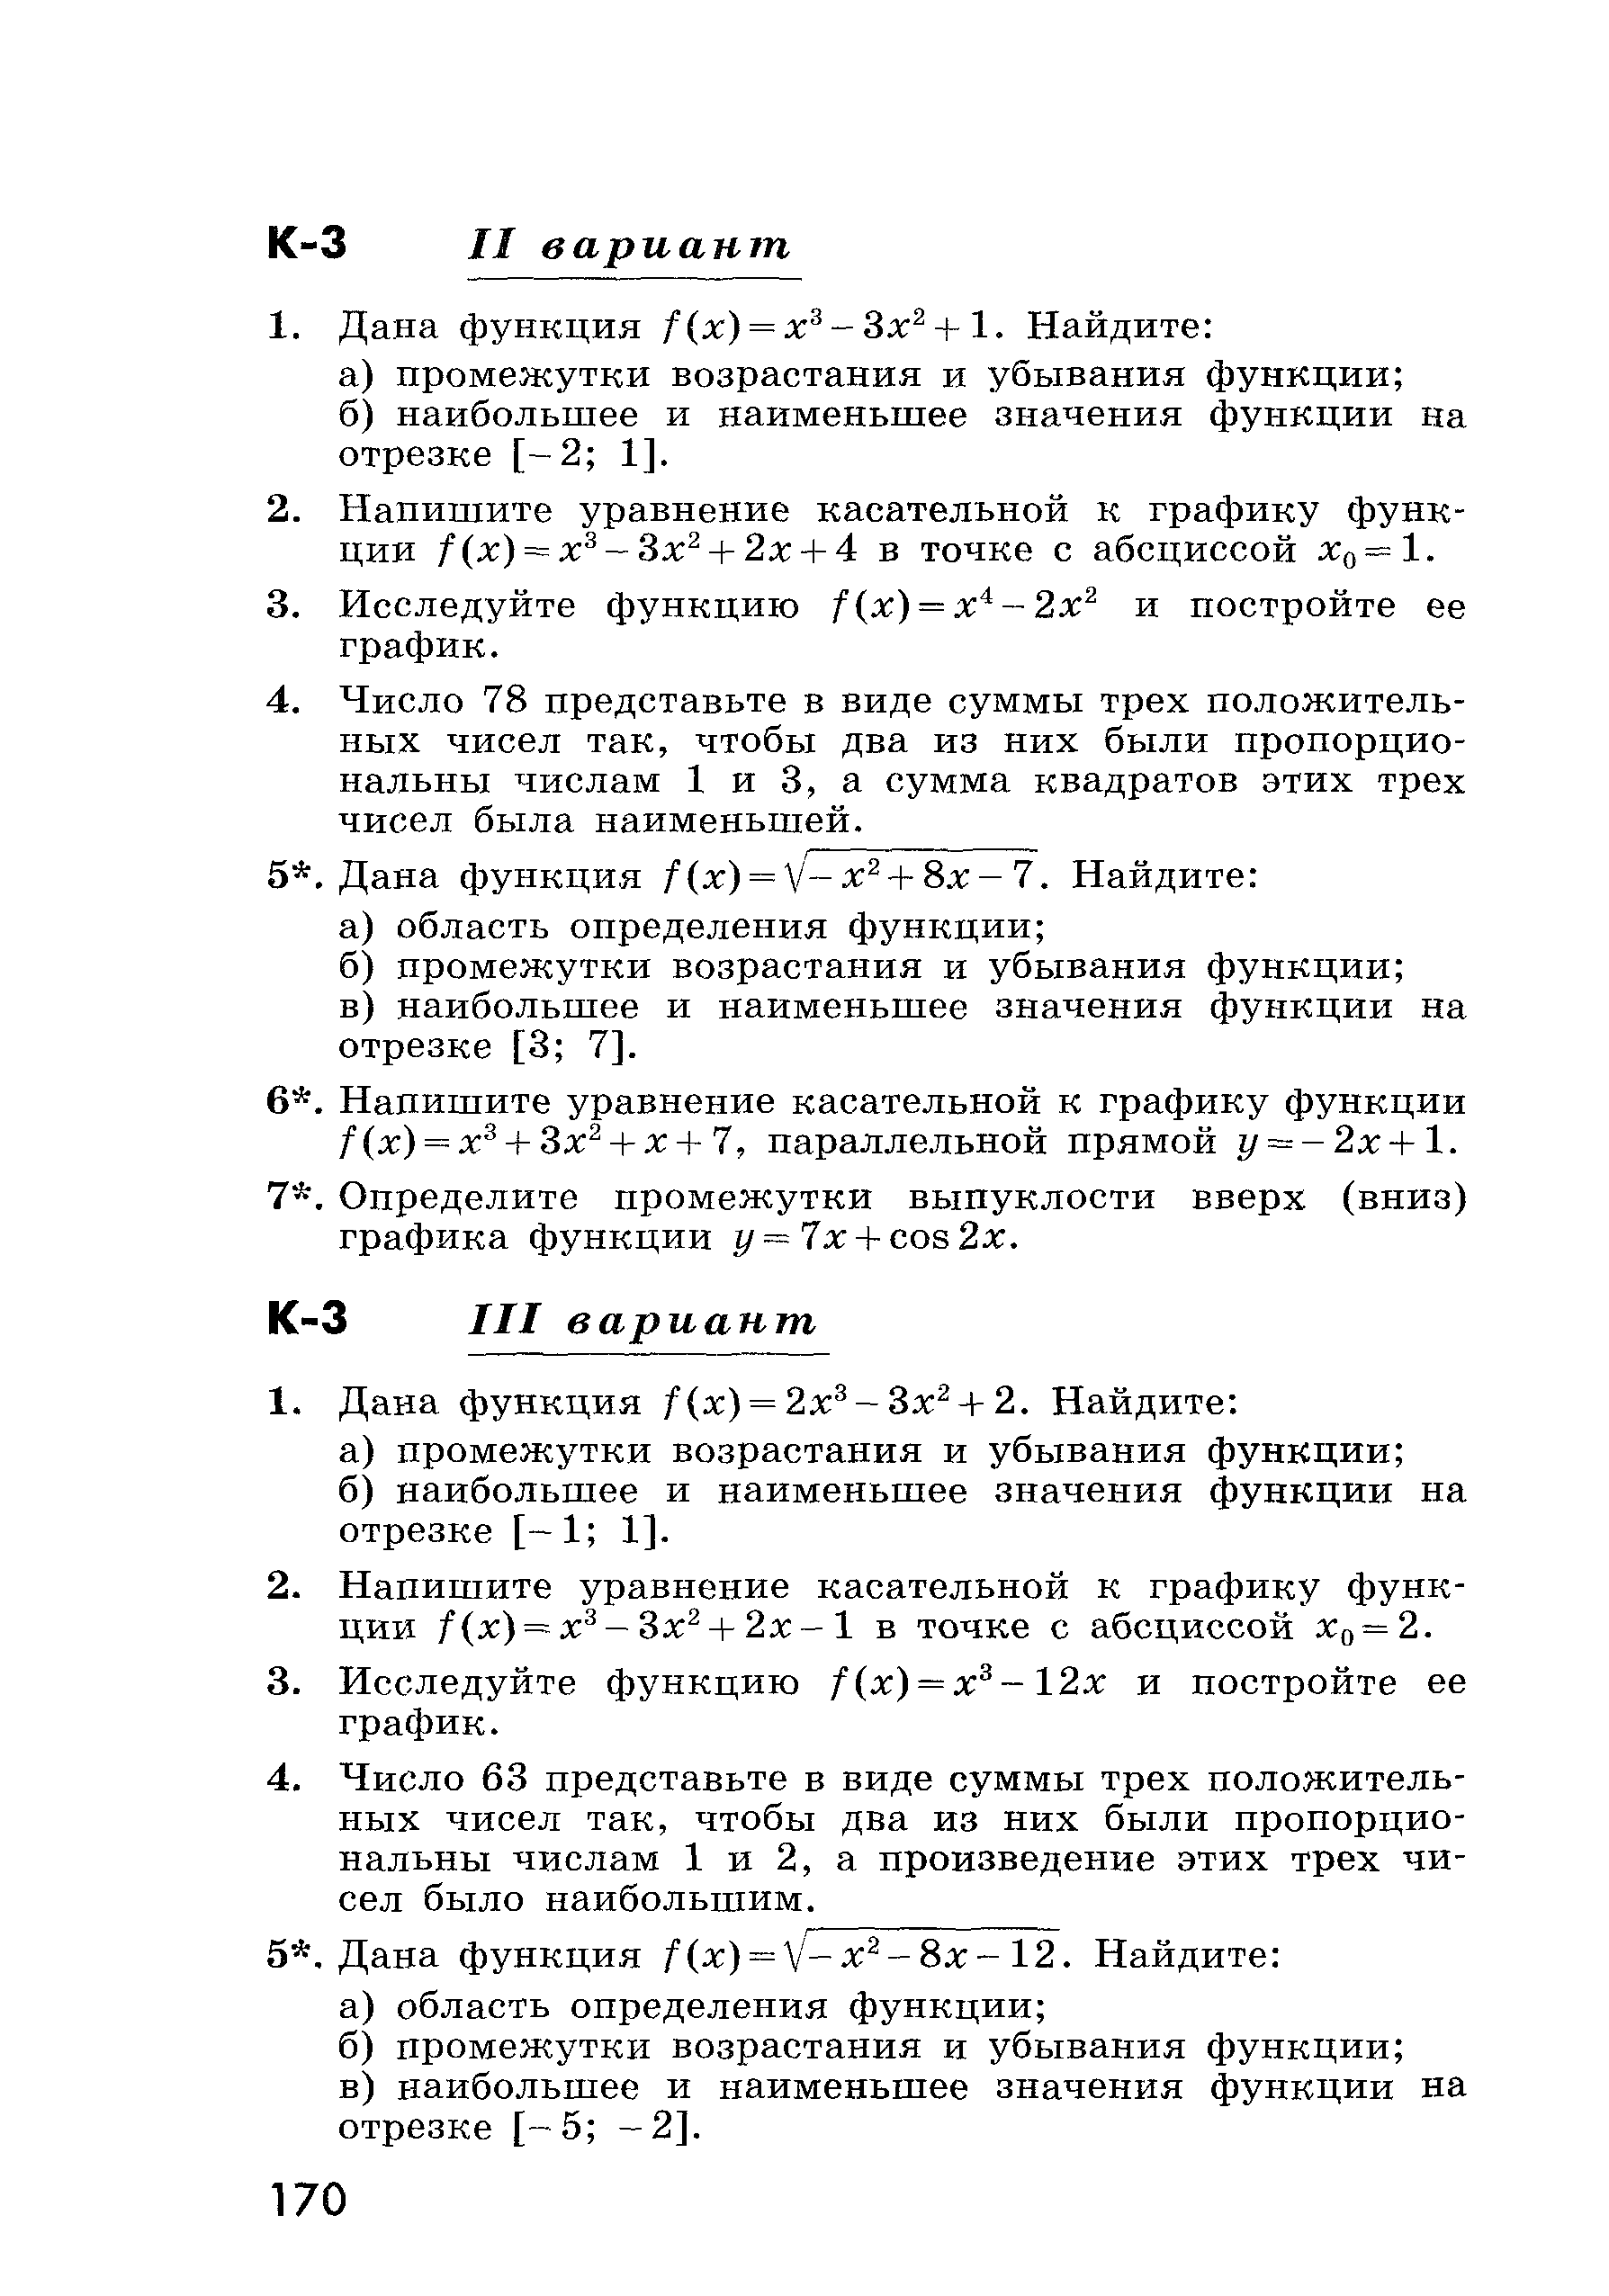 К-3 II вариант
1. Дана функция f(x) = x³ – 3x² + 1. Найдите:
а) промежутки возрастания и убывания функции;
б) наибольшее и наименьшее значения функции на
отрезке [– 2; 1].
2. Напишите уравнение касательной к графику функ-
ции f(x) = x³ – 3x² + 2x + 4 в точке с абсциссой x₀ = 1.
3. Исследуйте функцию f(x) = x⁴ – 2x² и постройте ее
график.
4. Число 78 представьте в виде суммы трех положитель-
ных чисел так, чтобы два из них были пропорцио-
нальны числам 1 и 3, а сумма квадратов этих трех
чисел была наименьшей.
5*. Дана функция f(x) = √(– x² + 8x – 7). Найдите:
а) область определения функции;
б) промежутки возрастания и убывания функции;
в) наибольшее и наименьшее значения функции на
отрезке [3; 7].
6*. Напишите уравнение касательной к графику функции
f(x) = x³ + 3x² + x + 7, параллельной прямой y = – 2x + 1.
7*. Определите промежутки выпуклости вверх (вниз)
графика функции y = 7x + cos 2x.
К-3 III вариант
1. Дана функция f(x) = 2x³ – 3x² + 2. Найдите:
а) промежутки возрастания и убывания функции;
б) наибольшее и наименьшее значения функции на
отрезке [– 1; 1].
2. Напишите уравнение касательной к графику функ-
ции f(x) = x³ – 3x² + 2x – 1 в точке с абсциссой x₀ = 2.
3. Исследуйте функцию f(x) = x³ – 12x и постройте ее
график.
4. Число 63 представьте в виде суммы трех положитель-
ных чисел так, чтобы два из них были пропорцио-
нальны числам 1 и 2, а произведение этих трех чи-
сел было наибольшим.
5*. Дана функция f(x) = √(– x² – 8x – 12). Найдите:
а) область определения функции;
б) промежутки возрастания и убывания функции;
в) наибольшее и наименьшее значения функции на
отрезке [– 5; – 2].
170